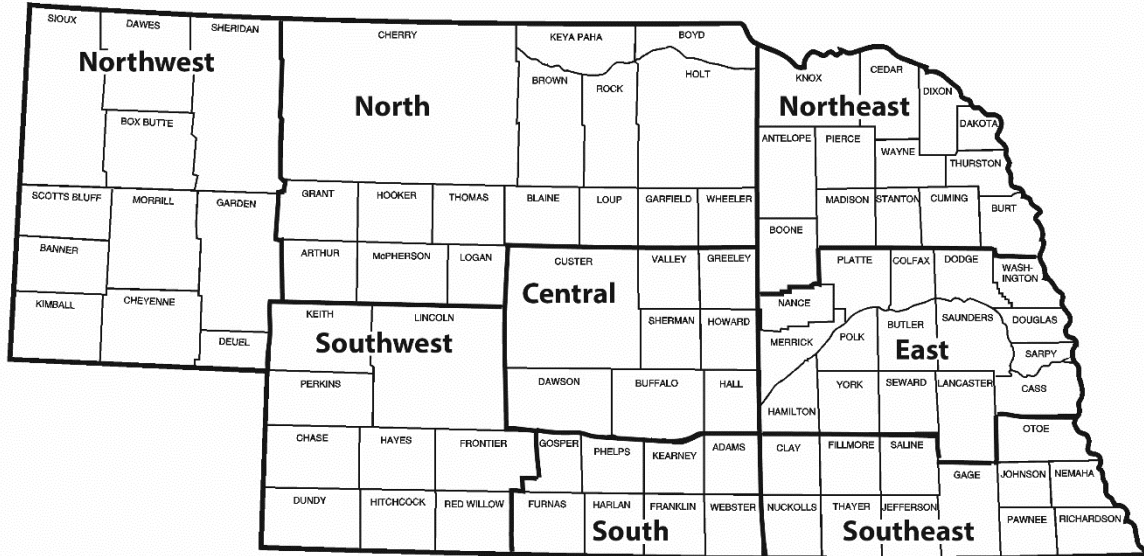 SIOUX
DAWES
SHERIDAN
CHERRY
KEYA PAHA
BOYD
Northwest
BROWN
ROCK
HOLT
KNOX
CEDAR
DIXON
North
Northeast
BOX BUTTE
DAKOTA
ANTELOPE
PIERCE
WAYNE
THURSTON
SCOTTS BLUFF
MORRILL
GARDEN
GRANT
HOOKER
THOMAS
BLAINE
LOUP
GARFIELD
WHEELER
MADISON
STANTON
CUMING
BURT
BOONE
BANNER
ARTHUR
McPHERSON
LOGAN
CUSTER
VALLEY
GREELEY
PLATTE
COLFAX
DODGE
WASH-
INGTON
KIMBALL
CHEYENNE
Central
NANCE
KEITH
LINCOLN
SHERMAN
HOWARD
MERRICK
POLK
BUTLER
SAUNDERS
DOUGLAS
DEUEL
Southwest
East
SARPY
PERKINS
DAWSON
BUFFALO
HALL
YORK
SEWARD
LANCASTER
CASS
HAMILTON
OTOE
CHASE
HAYES
FRONTIER
GOSPER
PHELPS
KEARNEY
ADAMS
CLAY
FILLMORE
SALINE
GAGE
JOHNSON
NEMAHA
DUNDY
HITCHCOCK
RED WILLOW
FURNAS
HARLAN
FRANKLIN
WEBSTER
NUCKOLLS
THAYER
JEFFERSON
PAWNEE
RICHARDSON
South
Southeast